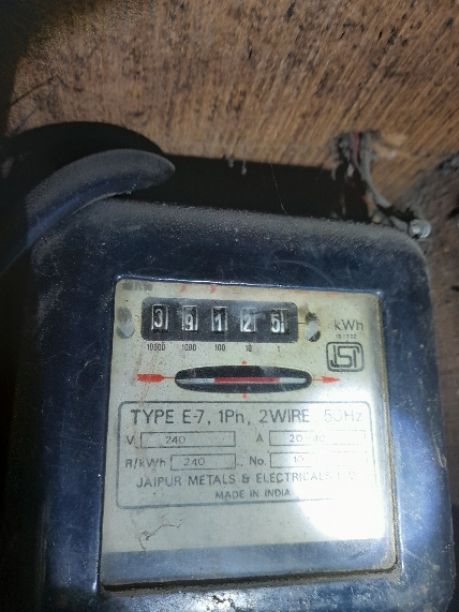 3 9 1 2 5
kWh
10000 1000 100 10 1
ISI
TYPE E-7, 1Ph, 2WIRE, 50Hz
V. 240 A
R/kWh 240 No.
JAIPUR METALS & ELECTRICALS
MADE IN INDIA